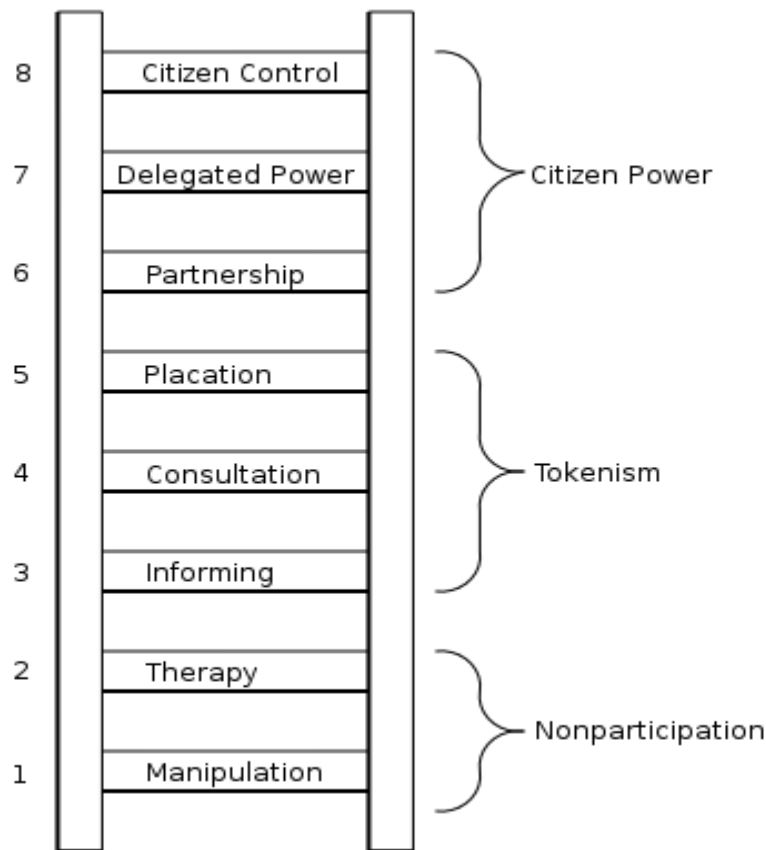 8 Citizen Control
7 Delegated Power
Citizen Power
6 Partnership
5 Placation
4 Consultation
Tokenism
3 Informing
2 Therapy
Nonparticipation
1 Manipulation